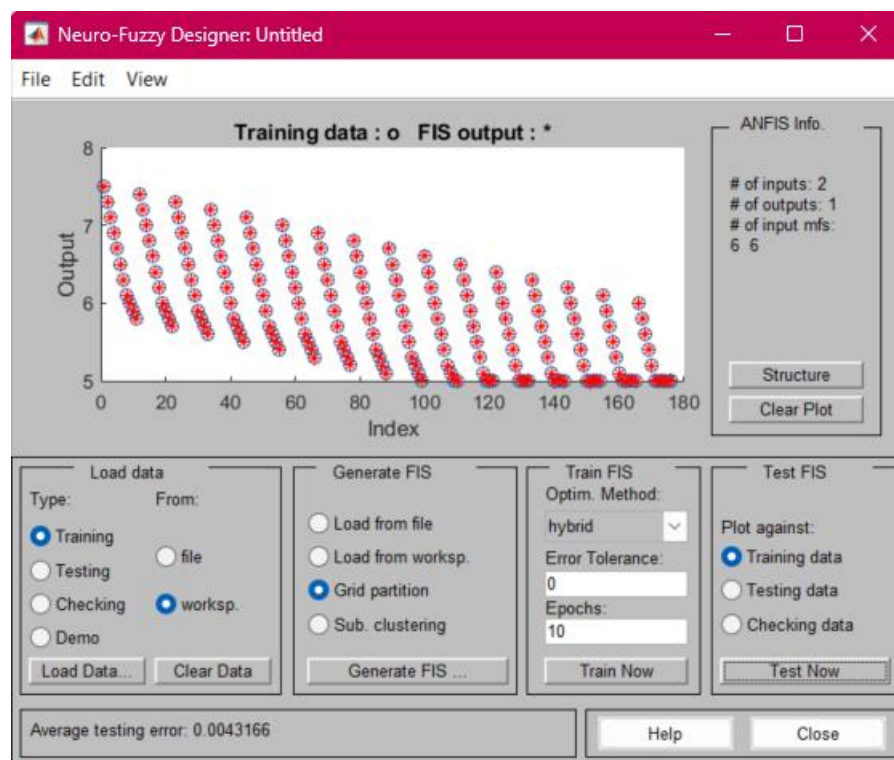 Neuro-Fuzzy Designer: Untitled
File Edit View
Training data : o FIS output : *
8
7
6
5
Output
0 20 40 60 80 100 120 140 160 180
Index
ANFIS Info.
# of inputs: 2
# of outputs: 1
# of input mfs:
6 6
Structure
Clear Plot
Load data
Type: From:
Training
Testing
Checking
Demo
file
worksp.
Load Data... Clear Data
Generate FIS
Load from file
Load from worksp.
Grid partition
Sub. clustering
Generate FIS ...
Train FIS
Optim. Method:
hybrid
Error Tolerance:
0
Epochs:
10
Train Now
Test FIS
Plot against:
Training data
Testing data
Checking data
Test Now
Average testing error: 0.0043166
Help Close